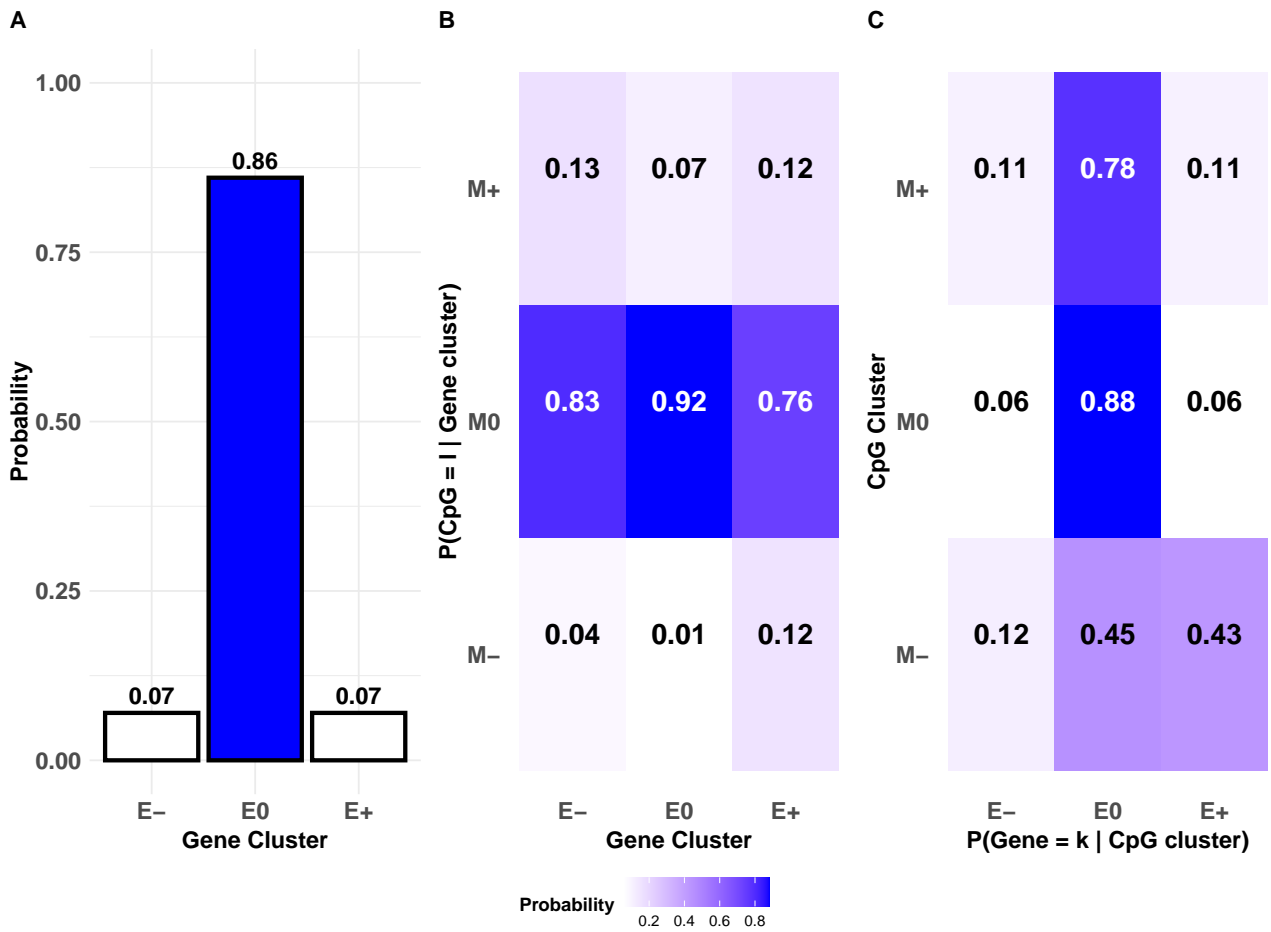 A
1.00
0.75
0.50
0.25
0.00
Probability
0.86
0.07
0.07
E− E0 E+
Gene Cluster
B
P(CpG = l | Gene cluster)
M+ 0.13 0.07 0.12
M0 0.83 0.92 0.76
M− 0.04 0.01 0.12
E− E0 E+
Gene Cluster
C
CpG Cluster
M+ 0.11 0.78 0.11
M0 0.06 0.88 0.06
M− 0.12 0.45 0.43
E− E0 E+
P(Gene = k | CpG cluster)
Probability
0.2 0.4 0.6 0.8